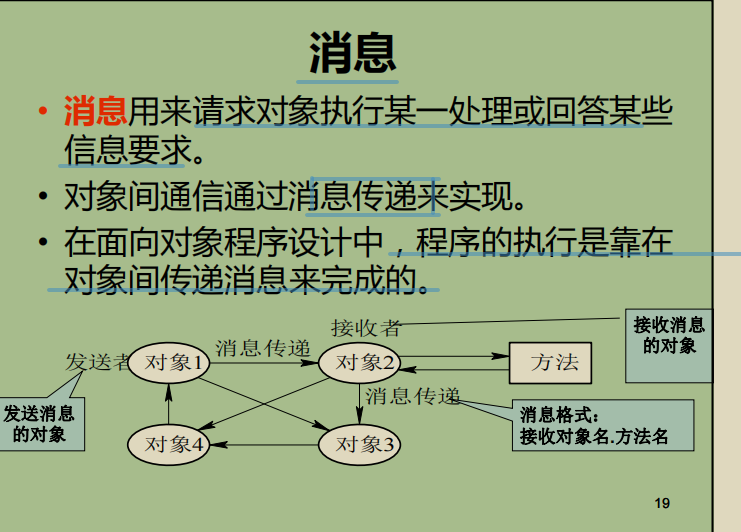 消息
• 消息用来请求对象执行某一处理或回答某些
信息要求。
• 对象间通信通过消息传递来实现。
• 在面向对象程序设计中，程序的执行是靠在
对象间传递消息来完成的。
接收者
接收消息
的对象
发送者
对象1
消息传递
对象2
方法
消息传递
发送消息
的对象
消息格式：
接收对象名.方法名
对象4
对象3
19